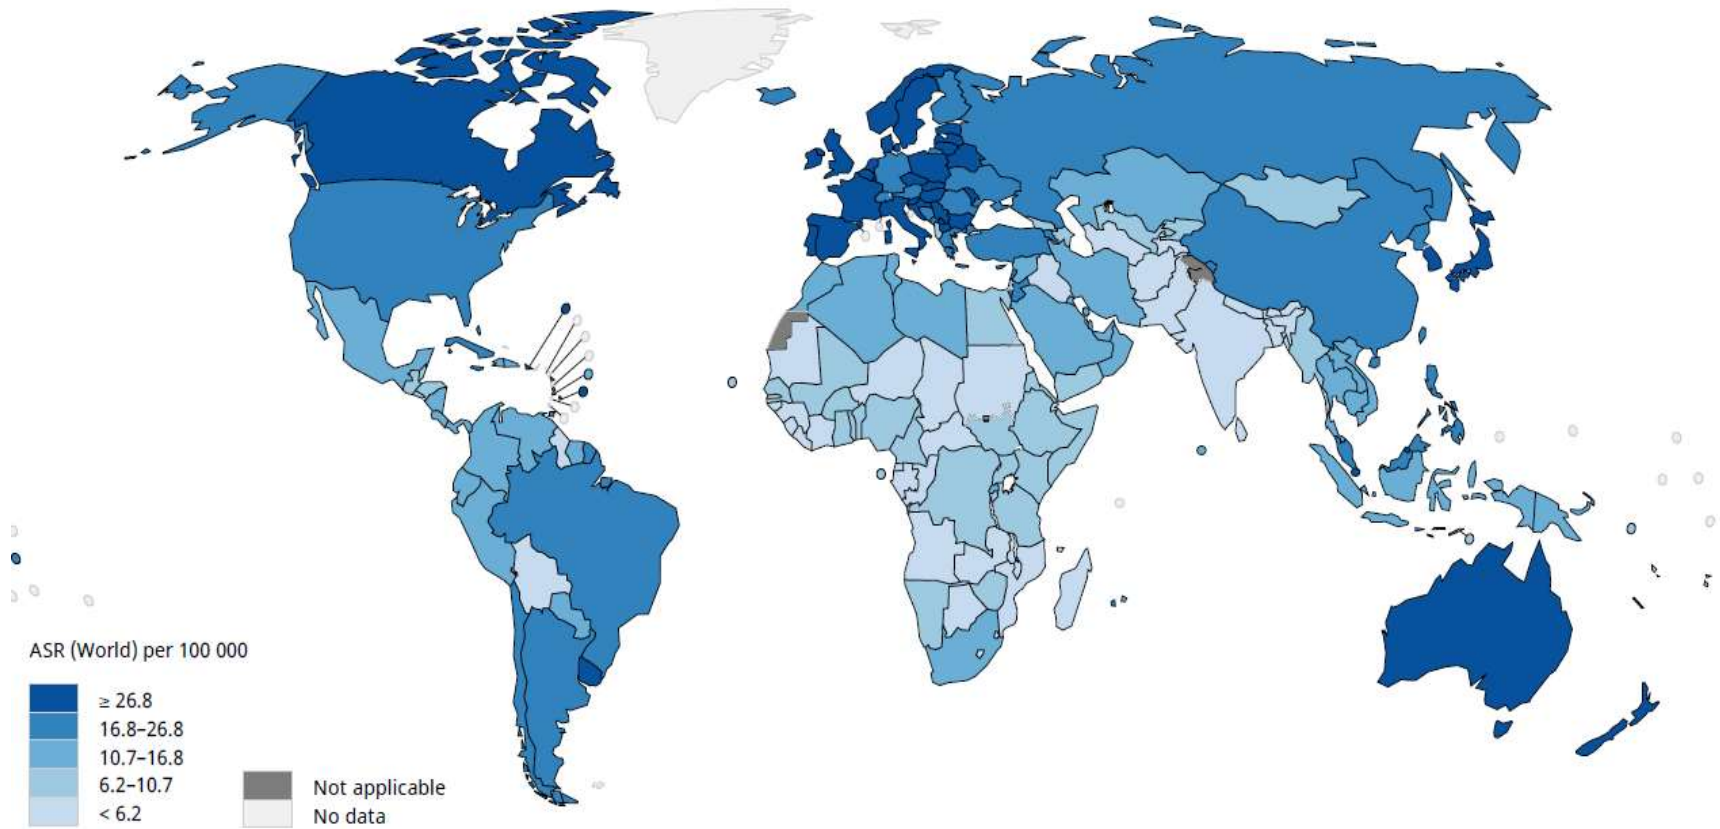 ASR (World) per 100 000
≥ 26.8
16.8–26.8
10.7–16.8
6.2–10.7
< 6.2
Not applicable
No data